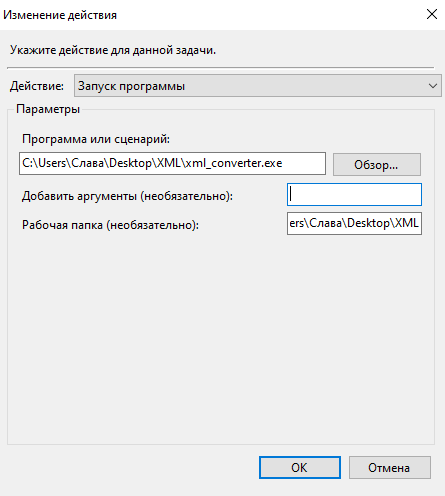 Изменение действия
Укажите действие для данной задачи.
Действие: Запуск программы
Параметры
Программа или сценарий:
C:\Users\Слава\Desktop\XML\xml_converter.exe Обзор...
Добавить аргументы (необязательно):
Рабочая папка (необязательно): ers\Слава\Desktop\XML
ОК Отмена